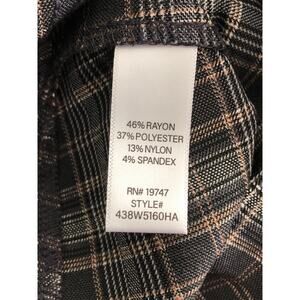 46% RAYON
37% POLYESTER
13% NYLON
4% SPANDEX
RN# 19747
STYLE#
438W5160HA